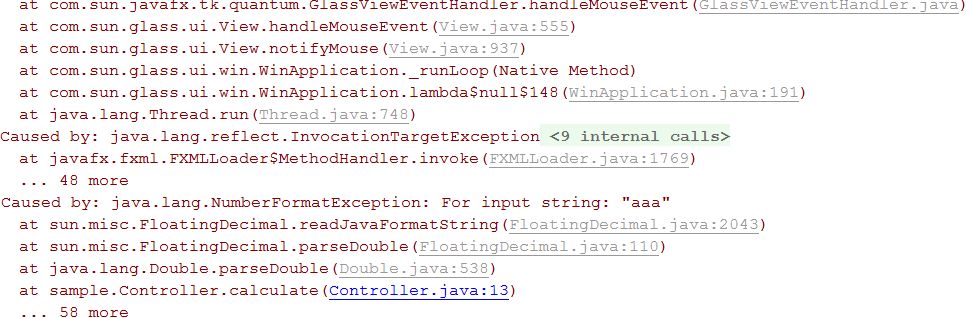 at com.sun.javafx.tk.quantum.GlassViewEventHandler.handleMouseEvent(GlassViewEventHandler.java)
at com.sun.glass.ui.View.handleMouseEvent(View.java:555)
at com.sun.glass.ui.View.notifyMouse(View.java:937)
at com.sun.glass.ui.win.WinApplication._runLoop(Native Method)
at com.sun.glass.ui.win.WinApplication.lambda$null$148(WinApplication.java:191)
at java.lang.Thread.run(Thread.java:748)
Caused by: java.lang.reflect.InvocationTargetException <9 internal calls>
at javafx.fxml.FXMLLoader$MethodHandler.invoke(FXMLLoader.java:1769)
... 48 more
Caused by: java.lang.NumberFormatException: For input string: "aaa"
at sun.misc.FloatingDecimal.readJavaFormatString(FloatingDecimal.java:2043)
at sun.misc.FloatingDecimal.parseDouble(FloatingDecimal.java:110)
at java.lang.Double.parseDouble(Double.java:538)
at sample.Controller.calculate(Controller.java:13)
... 58 more